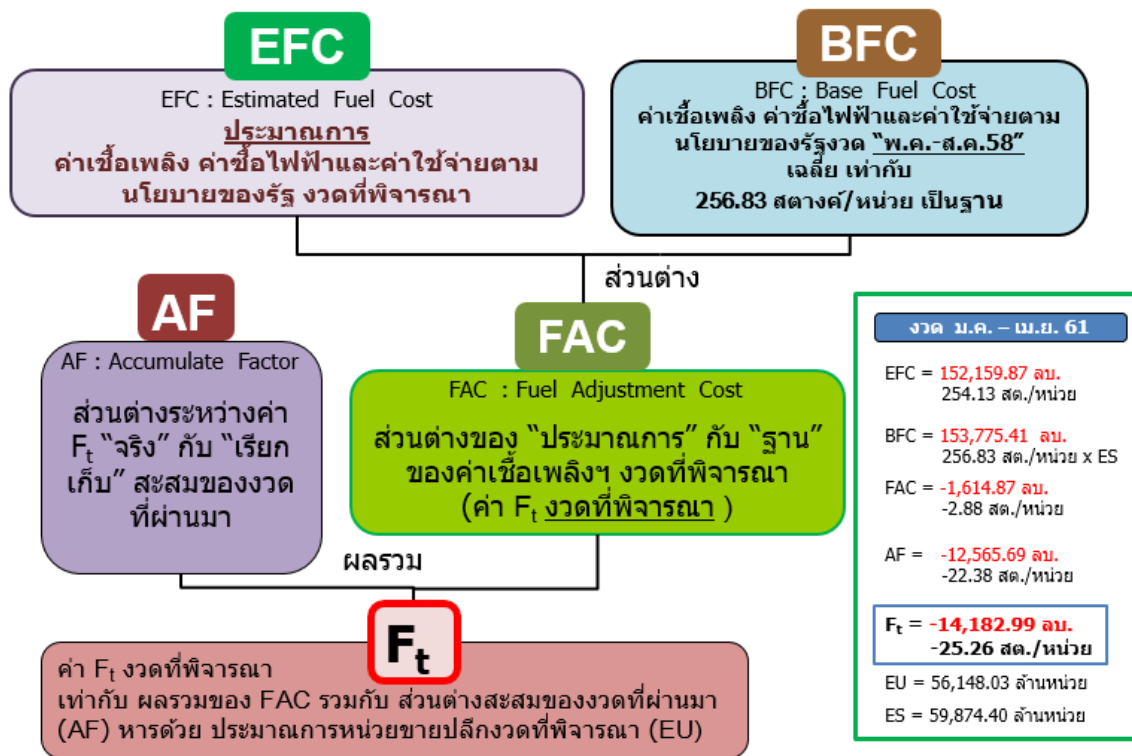 EFC
EFC : Estimated Fuel Cost
ประมาณการ
ค่าเชื้อเพลิง ค่าซื้อไฟฟ้าและค่าใช้จ่ายตาม
นโยบายของรัฐ งวดที่พิจารณา
BFC
BFC : Base Fuel Cost
ค่าเชื้อเพลิง ค่าซื้อไฟฟ้าและค่าใช้จ่ายตาม
นโยบายของรัฐงวด “พ.ค.-ส.ค.58”
เฉลี่ย เท่ากับ
256.83 สตางค์/หน่วย เป็นฐาน
ส่วนต่าง
AF
AF : Accumulate Factor
ส่วนต่างระหว่างค่า
Ft “จริง” กับ “เรียก
เก็บ” สะสมของงวด
ที่ผ่านมา
FAC
FAC : Fuel Adjustment Cost
ส่วนต่างของ “ประมาณการ” กับ “ฐาน”
ของค่าเชื้อเพลิงฯ งวดที่พิจารณา
(ค่า Ft งวดที่พิจารณา )
ผลรวม
Ft
ค่า Ft งวดที่พิจารณา
เท่ากับ ผลรวมของ FAC รวมกับ ส่วนต่างสะสมของงวดที่ผ่านมา
(AF) หารด้วย ประมาณการหน่วยขายปลีกงวดที่พิจารณา (EU)
งวด ม.ค. – เม.ย. 61
EFC = 152,159.87 ลบ.
254.13 สต./หน่วย
BFC = 153,775.41 ลบ.
256.83 สต./หน่วย x ES
FAC = -1,614.87 ลบ.
-2.88 สต./หน่วย
AF = -12,565.69 ลบ.
-22.38 สต./หน่วย
Ft = -14,182.99 ลบ.
-25.26 สต./หน่วย
EU = 56,148.03 ล้านหน่วย
ES = 59,874.40 ล้านหน่วย